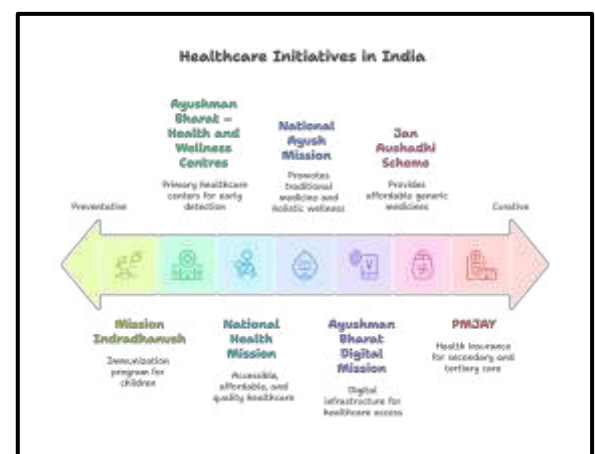 Healthcare Initiatives in India
Ayushman
Bharat –
Health and
Wellness
Centres
Primary healthcare
centers for early
detection
National
Ayush
Mission
Promotes
traditional
medicine and
holistic wellness
Jan
Aushadhi
Scheme
Provides
affordable generic
medicines
Preventative
Curative
Mission
Indradhanush
Immunization
program for
children
National
Health
Mission
Accessible,
affordable, and
quality healthcare
Ayushman
Bharat
Digital
Mission
Digital
infrastructure for
healthcare access
PMJAY
Health insurance
for secondary and
tertiary care